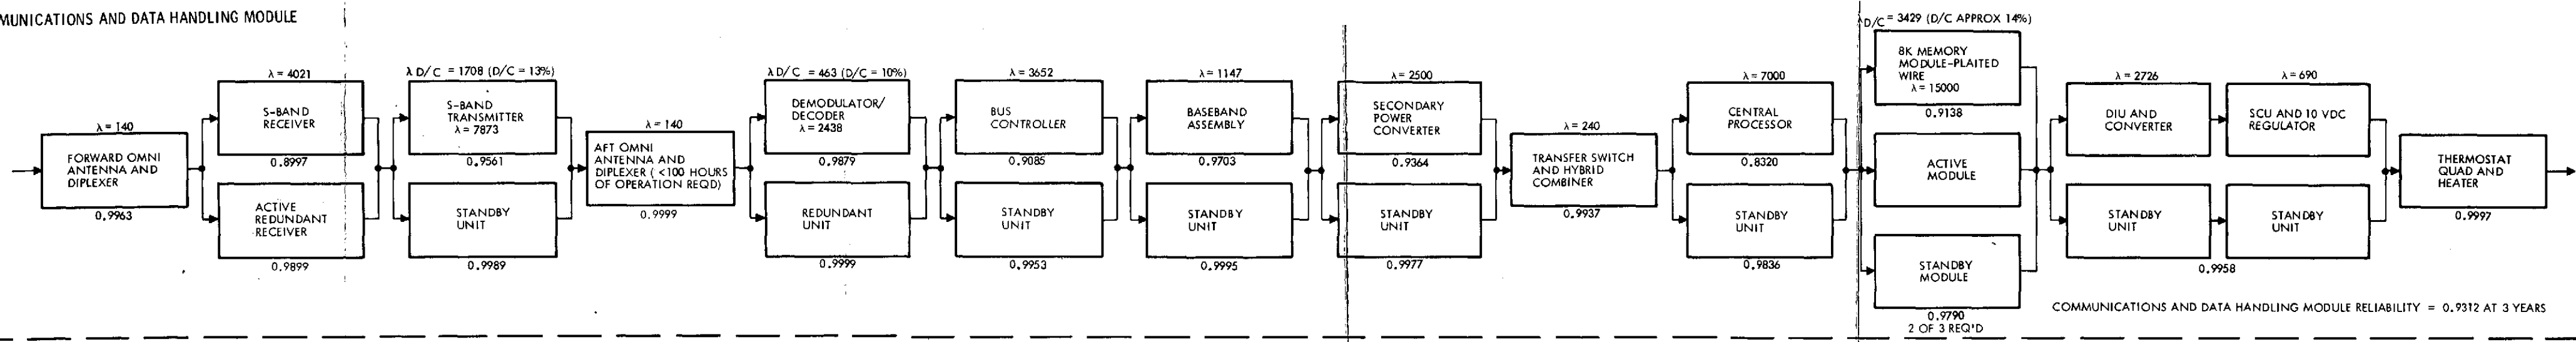 MUNICATIONS AND DATA HANDLING MODULE
λ = 140
FORWARD OMNI
ANTENNA AND
DIPLEXER
0.9963
λ = 4021
S-BAND
RECEIVER
0.8997
ACTIVE
REDUNDANT
RECEIVER
0.9899
λ D/C = 1708 (D/C = 13%)
S-BAND
TRANSMITTER
λ = 7873
0.9561
STANDBY
UNIT
0.9989
λ = 140
AFT OMNI
ANTENNA AND
DIPLEXER (<100 HOURS
OF OPERATION REQD)
0.9999
λ D/C = 463 (D/C = 10%)
DEMODULATOR/
DECODER
λ = 2438
0.9879
REDUNDANT
UNIT
0.9999
λ = 3652
BUS
CONTROLLER
0.9085
STANDBY
UNIT
0.9953
λ = 1147
BASEBAND
ASSEMBLY
0.9703
STANDBY
UNIT
0.9995
λ = 2500
SECONDARY
POWER
CONVERTER
0.9364
STANDBY
UNIT
0.9977
λ = 240
TRANSFER SWITCH
AND HYBRID
COMBINER
0.9937
λ = 7000
CENTRAL
PROCESSOR
0.8320
STANDBY
UNIT
0.9836
D/C = 3429 (D/C APPROX 14%)
8K MEMORY
MODULE-PLAITED
WIRE
λ = 15000
0.9138
ACTIVE
MODULE
STANDBY
MODULE
0.9790
2 OF 3 REQ'D
λ = 2726
DIU AND
CONVERTER
λ = 690
SCU AND 10 VDC
REGULATOR
STANDBY
UNIT
STANDBY
UNIT
0.9958
THERMOSTAT
QUAD AND
HEATER
0.9997
COMMUNICATIONS AND DATA HANDLING MODULE RELIABILITY = 0.9312 AT 3 YEARS